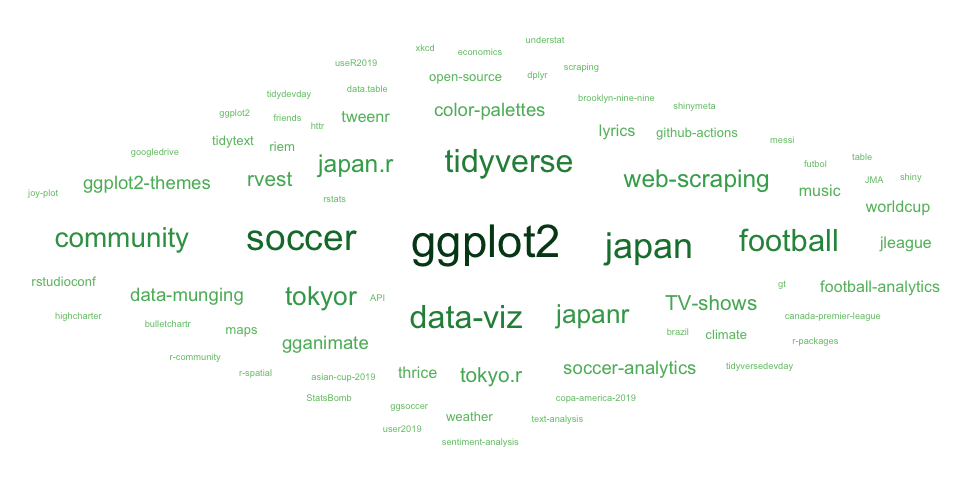 understat
xkcd
economics
useR2019
scraping
open-source
dplyr
data.table
tidydevday
brooklyn-nine-nine
shinymeta
color-palettes
ggplot2
friends
tweenr
httr
lyrics
github-actions
tidytext
riem
messi
googledrive
japan.r
tidyverse
futbol
table
ggplot2-themes
rvest
web-scraping
JMA
shiny
joy-plot
rstats
music
worldcup
community
soccer
ggplot2
japan
football
jleague
rstudioconf
data-munging
tokyor
API
gt
football-analytics
TV-shows
highcharter
bulletchartr
data-viz
japanr
canada-premier-league
maps
gganimate
brazil
climate
r-packages
r-community
r-spatial
asian-cup-2019
thrice
tokyo.r
soccer-analytics
tidyversedevday
StatsBomb
ggsoccer
copa-america-2019
weather
text-analysis
user2019
sentiment-analysis